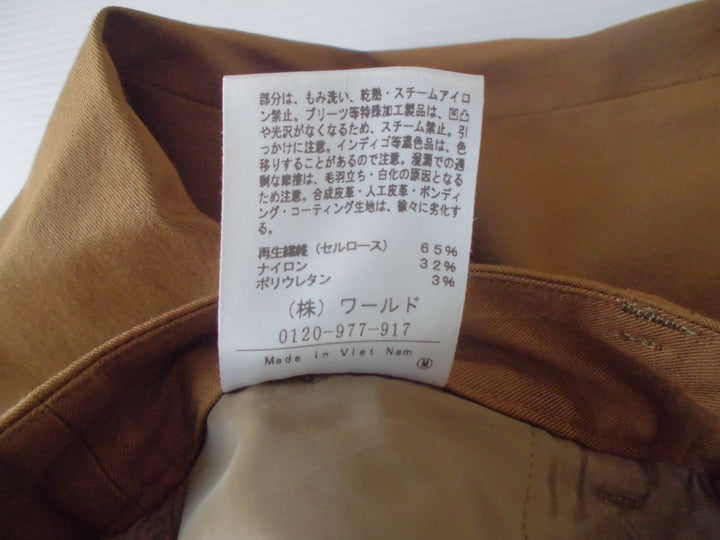 部分は、もみ洗い、乾熱・スチームアイロ
ン禁止。プリーツ等特殊加工製品は、凹凸
や光沢がなくなるため、スチーム禁止。引
っかけに注意。インディゴ等濃色品は、色
移りすることがあるので注意。湿潤での過
剰な摩擦は、毛羽立ち・白化の原因となる
ため注意。合成皮革・人工皮革・ボンディ
ング・コーティング生地は、徐々に劣化す
る。
再生繊維（セルロース） 65%
ナイロン 32%
ポリウレタン 3%
（株）ワールド
0120-977-917
Made in Viet Nam
M